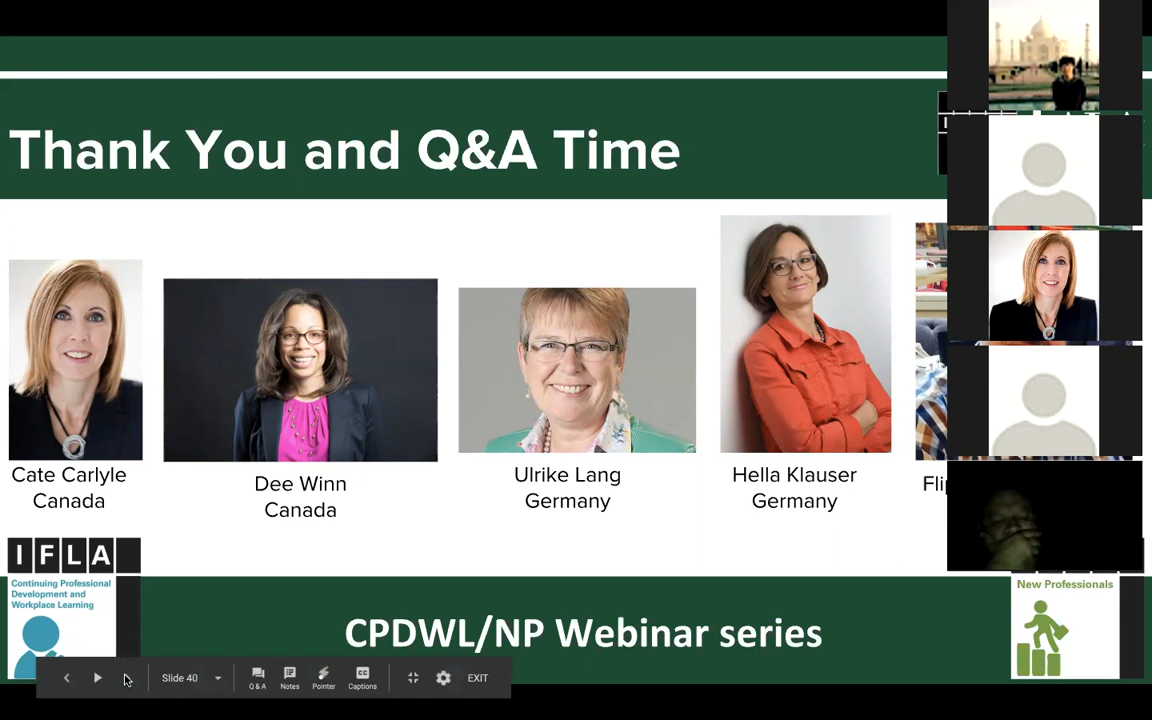 Thank You and Q&A Time
Cate Carlyle
Canada
Dee Winn
Canada
Ulrike Lang
Germany
Hella Klauser
Germany
IFLA
Continuing Professional
Development and
Workplace Learning
New Professionals
CPDWL/NP Webinar series
Slide 40
Q & A
Notes
Pointer
CC
Captions
EXIT